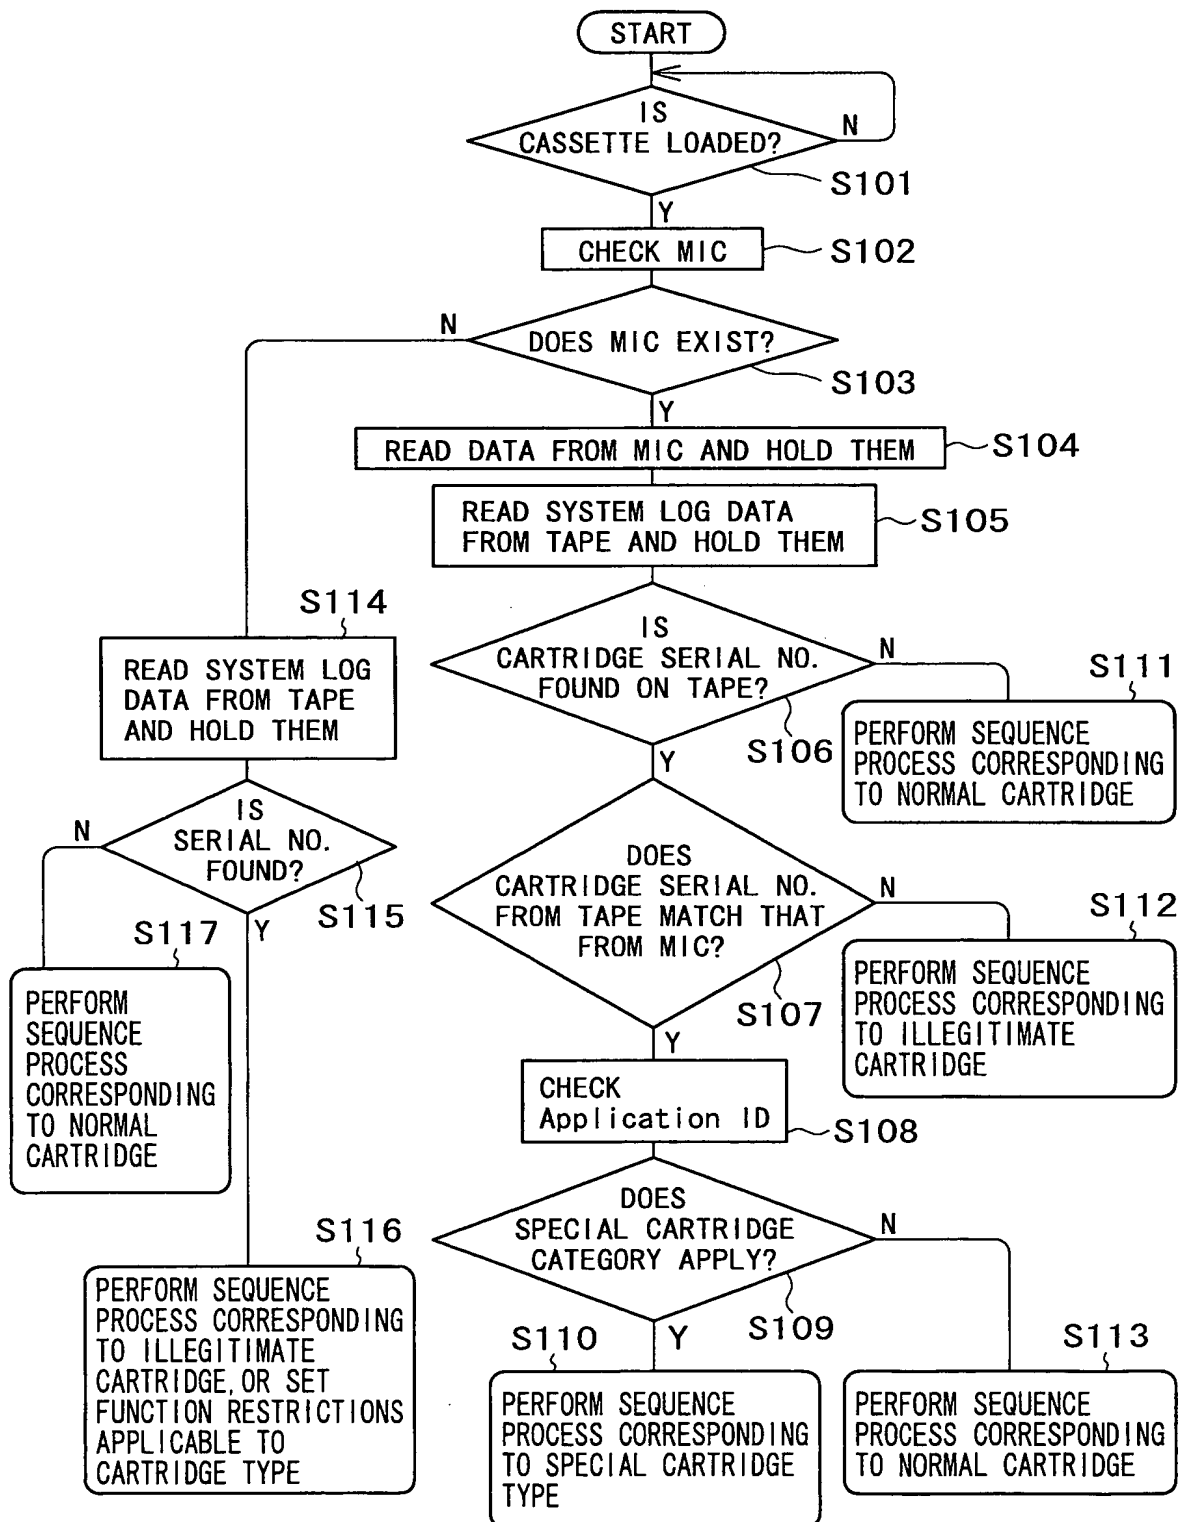 START
IS
CASSETTE LOADED?
N
S101
Y
CHECK MIC
S102
N
DOES MIC EXIST?
S103
Y
READ DATA FROM MIC AND HOLD THEM
S104
READ SYSTEM LOG DATA
FROM TAPE AND HOLD THEM
S105
S114
READ SYSTEM LOG
DATA FROM TAPE
AND HOLD THEM
IS
CARTRIDGE SERIAL NO.
FOUND ON TAPE?
N
S106
Y
S111
PERFORM SEQUENCE
PROCESS CORRESPONDING
TO NORMAL CARTRIDGE
IS
SERIAL NO.
FOUND?
N
S115
Y
DOES
CARTRIDGE SERIAL NO.
FROM TAPE MATCH THAT
FROM MIC?
N
S107
Y
S112
PERFORM SEQUENCE
PROCESS CORRESPONDING
TO ILLEGITIMATE
CARTRIDGE
S117
PERFORM
SEQUENCE
PROCESS
CORRESPONDING
TO NORMAL
CARTRIDGE
CHECK
Application ID
S108
DOES
SPECIAL CARTRIDGE
CATEGORY APPLY?
N
S109
Y
S116
PERFORM SEQUENCE
PROCESS CORRESPONDING
TO ILLEGITIMATE
CARTRIDGE, OR SET
FUNCTION RESTRICTIONS
APPLICABLE TO
CARTRIDGE TYPE
S110
PERFORM SEQUENCE
PROCESS CORRESPONDING
TO SPECIAL CARTRIDGE
TYPE
S113
PERFORM SEQUENCE
PROCESS CORRESPONDING
TO NORMAL CARTRIDGE